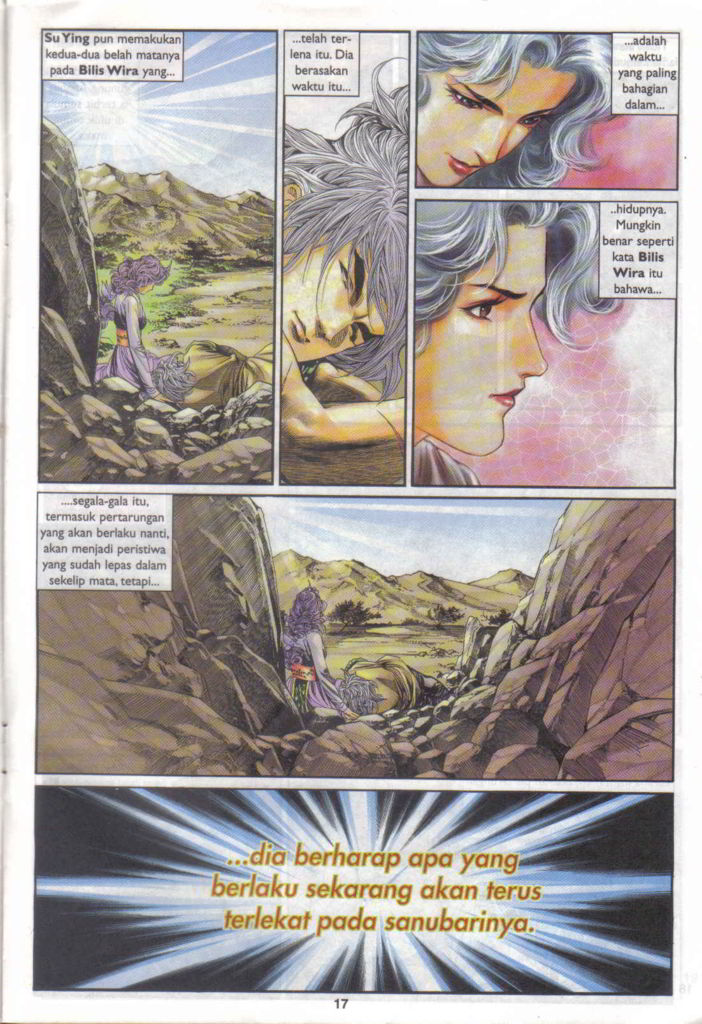 Su Ying pun memakukan
kedua-dua belah matanya
pada Bilis Wira yang...
...telah ter-
lena itu. Dia
berasakan
waktu itu...
...adalah
waktu
yang paling
bahagian
dalam...
..hidupnya.
Mungkin
benar seperti
kata Bilis
Wira itu
bahawa...
....segala-gala itu,
termasuk pertarungan
yang akan berlaku nanti,
akan menjadi peristiwa
yang sudah lepas dalam
sekelip mata, tetapi...
...dia berharap apa yang
berlaku sekarang akan terus
terlekat pada sanubarinya.
17